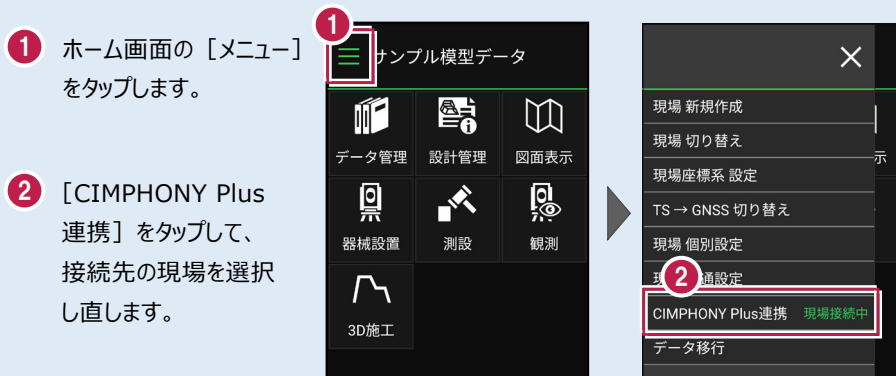 1 ホーム画面の［メニュー］
をタップします。
2 ［CIMPHONY Plus
連携］をタップして、
接続先の現場を選択
し直します。
1
サンプル模型データ
データ管理 設計管理 図面表示
器械設置 測設 観測
3D施工
現場 新規作成
現場 切り替え
現場座標系 設定
TS → GNSS 切り替え
現場 個別設定
2
通設定
CIMPHONY Plus連携 現場接続中
データ移行
示